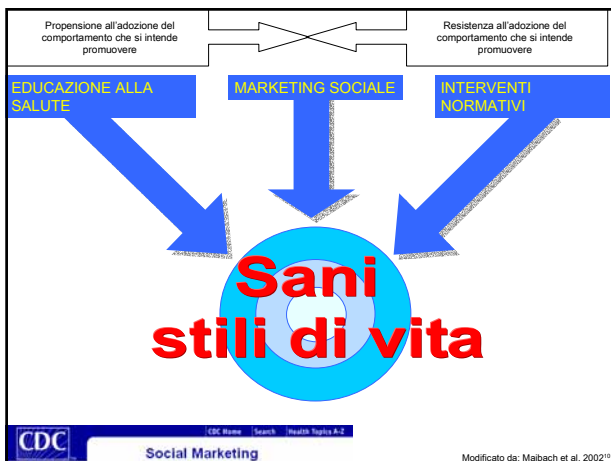 Propensione all'adozione del
comportamento che si intende
promuovere
Resistenza all'adozione del
comportamento che si intende
promuovere
EDUCAZIONE ALLA
SALUTE
MARKETING SOCIALE
INTERVENTI
NORMATIVI
Sani
stili di vita
CDC
CDC Home Search Health Topics A-Z
Social Marketing
Modificato da: Maibach et al. 2002¹⁰